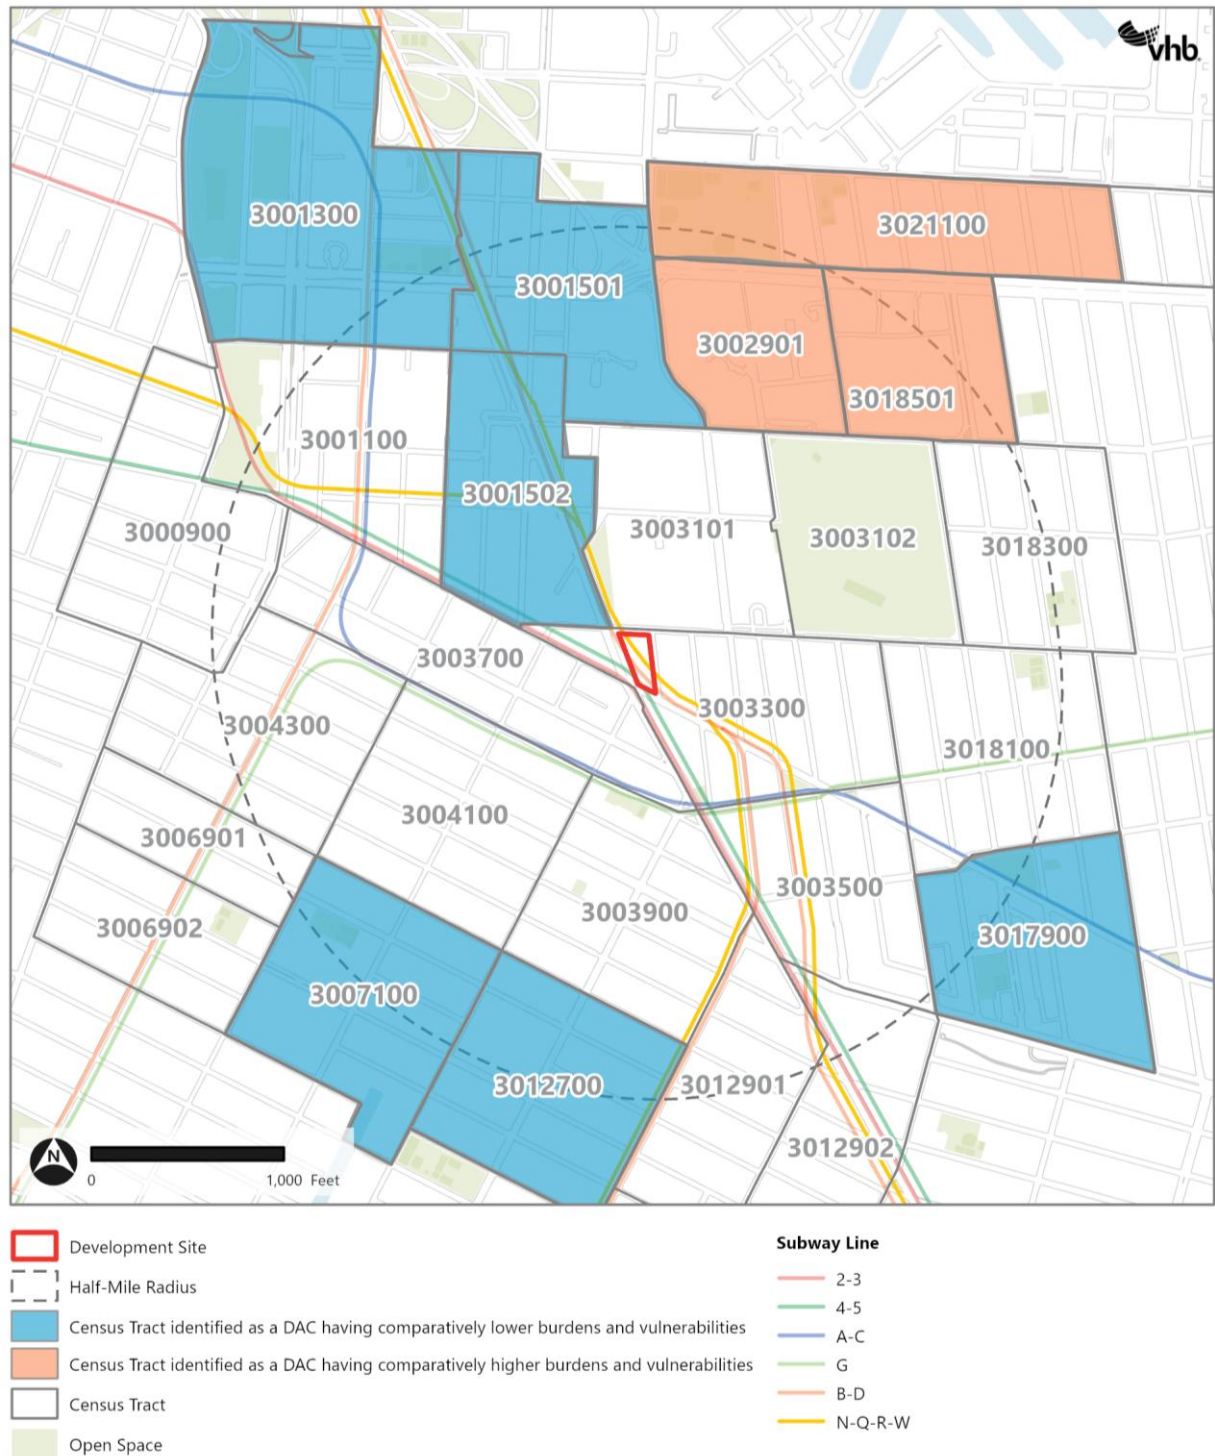 vhb
3001300
3021100
3001501
3002901
3018501
3001100
3001502
3000900
3003101
3003102
3018300
3003700
3003300
3004300
3018100
3004100
3006901
3003500
3003900
3006902
3017900
3007100
3012700
3012901
3012902
N
0 1,000 Feet
Development Site
Half-Mile Radius
Census Tract identified as a DAC having comparatively lower burdens and vulnerabilities
Census Tract identified as a DAC having comparatively higher burdens and vulnerabilities
Census Tract
Open Space
Subway Line
2-3
4-5
A-C
G
B-D
N-Q-R-W